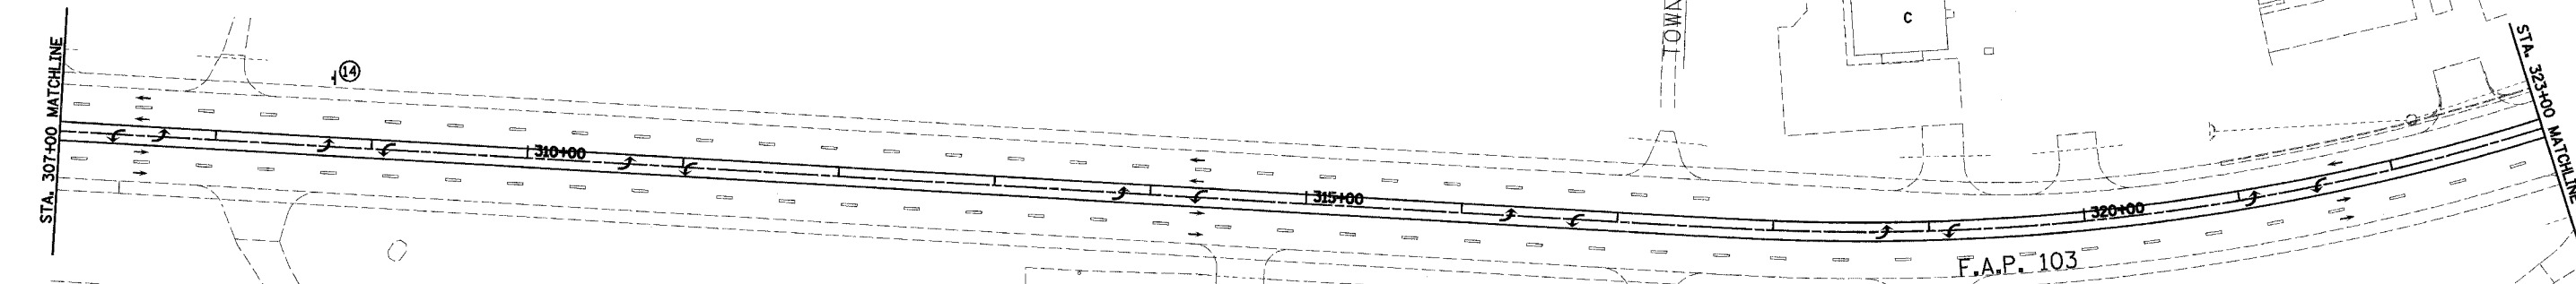 STA. 307+00 MATCHLINE
14
310+00
315+00
TOWN
C
320+00
F.A.P. 103
STA. 323+00 MATCHLINE